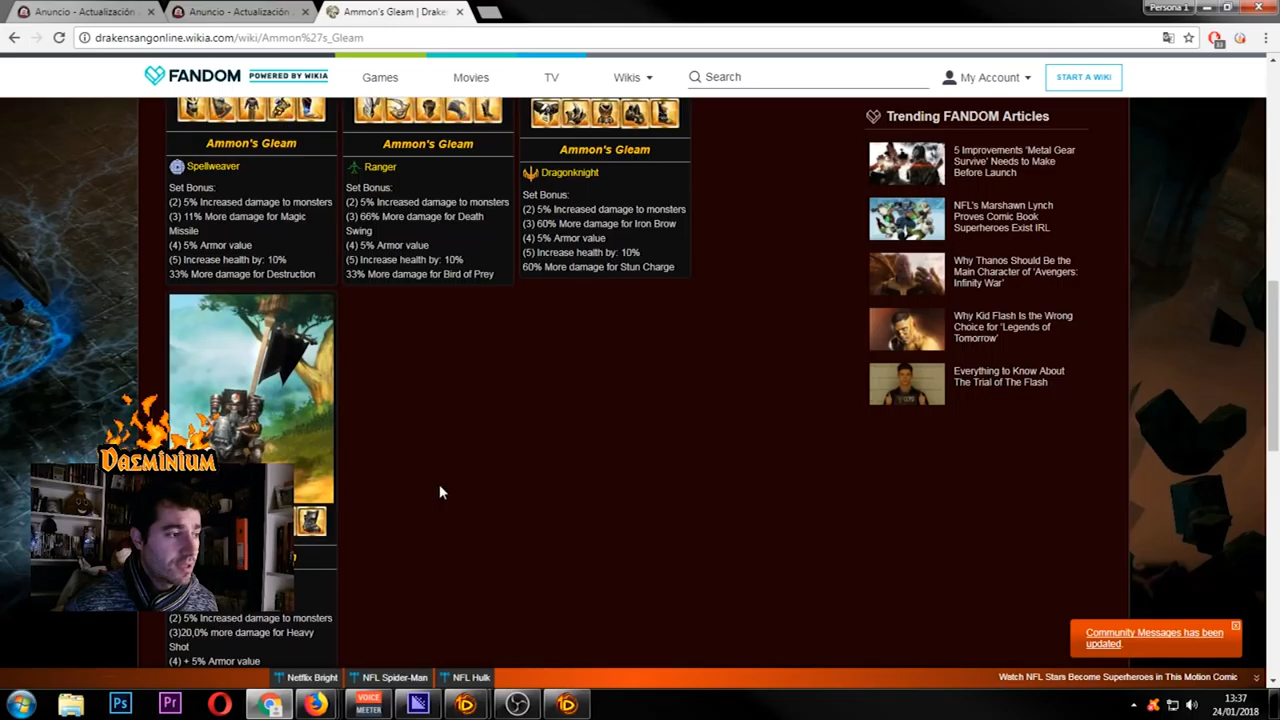 Anuncio - Actualización
Anuncio - Actualización
Ammon's Gleam | Drake
Persona 1
drakensangonline.wikia.com/wiki/Ammon%27s_Gleam
FANDOM POWERED BY WIKIA
Games
Movies
TV
Wikis
Search
My Account
START A WIKI
Ammon's Gleam
Spellweaver
Set Bonus:
(2) 5% Increased damage to monsters
(3) 11% More damage for Magic
Missile
(4) 5% Armor value
(5) Increase health by: 10%
33% More damage for Destruction
Ammon's Gleam
Ranger
Set Bonus:
(2) 5% Increased damage to monsters
(3) 66% More damage for Death
Swing
(4) 5% Armor value
(5) Increase health by: 10%
33% More damage for Bird of Prey
Ammon's Gleam
Dragonknight
Set Bonus:
(2) 5% Increased damage to monsters
(3) 60% More damage for Iron Brow
(4) 5% Armor value
(5) Increase health by: 10%
60% More damage for Stun Charge
Trending FANDOM Articles
5 Improvements 'Metal Gear
Survive' Needs to Make
Before Launch
NFL's Marshawn Lynch
Proves Comic Book
Superheroes Exist IRL
Why Thanos Should Be the
Main Character of 'Avengers:
Infinity War'
Why Kid Flash Is the Wrong
Choice for 'Legends of
Tomorrow'
Everything to Know About
The Trial of The Flash
DAEMINIUM
(2) 5% Increased damage to monsters
(3)20,0% more damage for Heavy
Shot
(4) + 5% Armor value
Community Messages has been
updated.
Netflix Bright
NFL Spider-Man
NFL Hulk
Watch NFL Stars Become Superheroes in This Motion Comic
Ps
Pr
VOICE
MEETER
13:37
24/01/2018